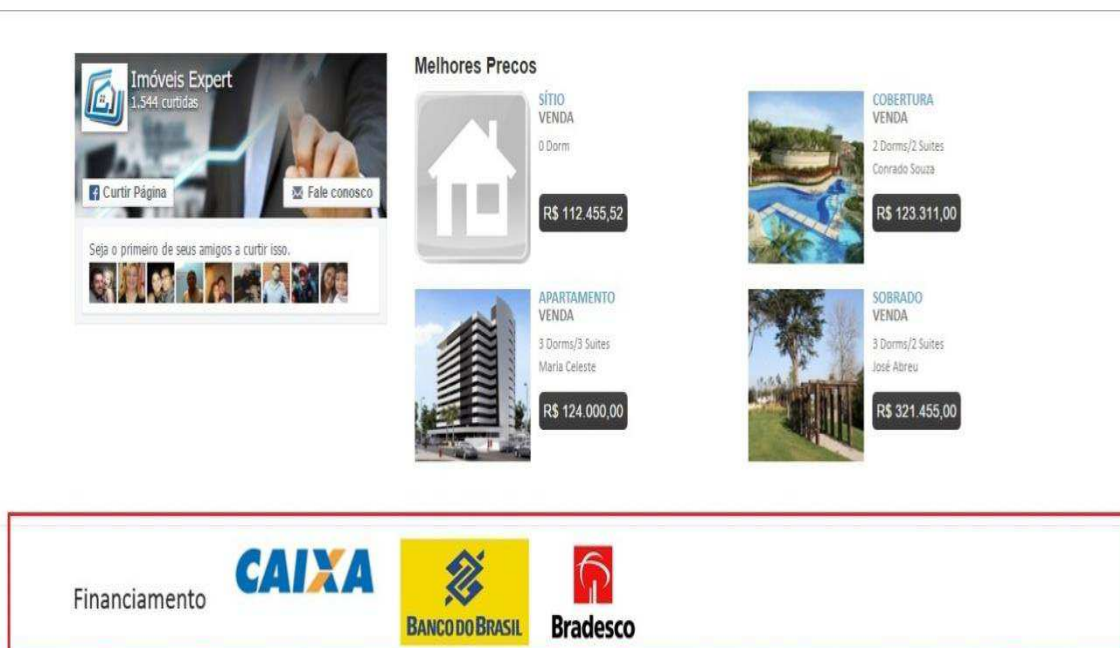 Imóveis Expert
1.544 curtidas
Curtir Página
Fale conosco
Seja o primeiro de seus amigos a curtir isso.
Melhores Precos
SÍTIO
VENDA
0 Dorm
R$ 112.455,52
COBERTURA
VENDA
2 Dorms/2 Suites
Conrado Souza
R$ 123.311,00
APARTAMENTO
VENDA
3 Dorms/3 Suites
Maria Celeste
R$ 124.000,00
SOBRADO
VENDA
3 Dorms/2 Suites
José Abreu
R$ 321.455,00
Financiamento
CAIXA
BANCO DO BRASIL
Bradesco